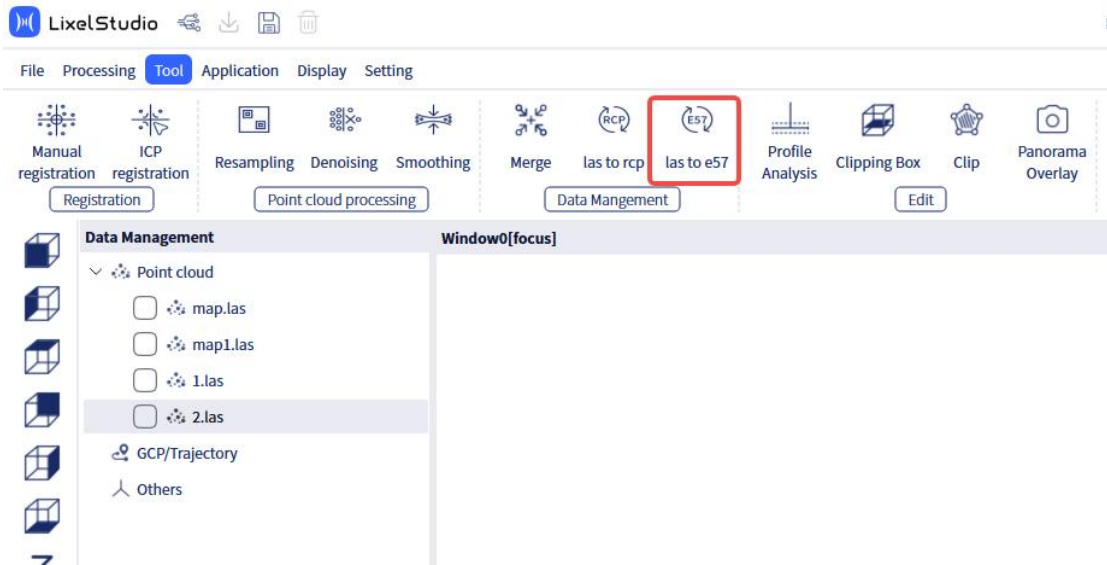 LixelStudio
File Processing Tool Application Display Setting
Manual registration ICP registration Resampling Denoising Smoothing Merge RCP las to rcp E57 las to e57 Profile Analysis Clipping Box Clip Panorama Overlay
Registration Point cloud processing Data Mangement Edit
Data Management Window0[focus]
Point cloud
map.las
map1.las
1.las
2.las
GCP/Trajectory
Others